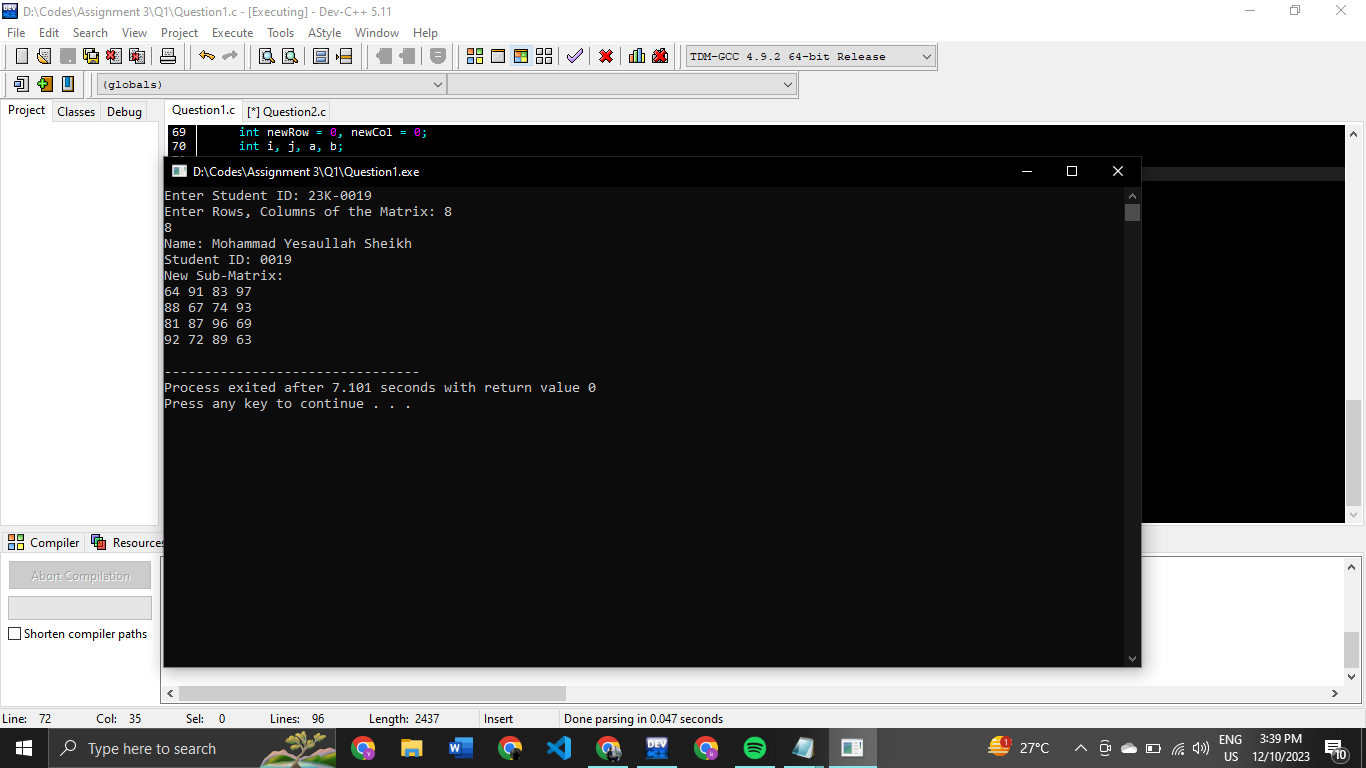 D:\Codes\Assignment 3\Q1\Question1.c - [Executing] - Dev-C++ 5.11
File Edit Search View Project Execute Tools AStyle Window Help
TDM-GCC 4.9.2 64-bit Release
(globals)
Project Classes Debug
Question1.c [*] Question2.c
69 int newRow = 0, newCol = 0;
70 int i, j, a, b;
D:\Codes\Assignment 3\Q1\Question1.exe
Enter Student ID: 23K-0019
Enter Rows, Columns of the Matrix: 8
8
Name: Mohammad Yesaullah Sheikh
Student ID: 0019
New Sub-Matrix:
64 91 83 97
88 67 74 93
81 87 96 69
92 72 89 63
--------------------------------
Process exited after 7.101 seconds with return value 0
Press any key to continue . . .
Compiler Resources
Abort Compilation
Shorten compiler paths
Line: 72 Col: 35 Sel: 0 Lines: 96 Length: 2437 Insert Done parsing in 0.047 seconds
Type here to search
27°C
ENG
US
3:39 PM
12/10/2023
10